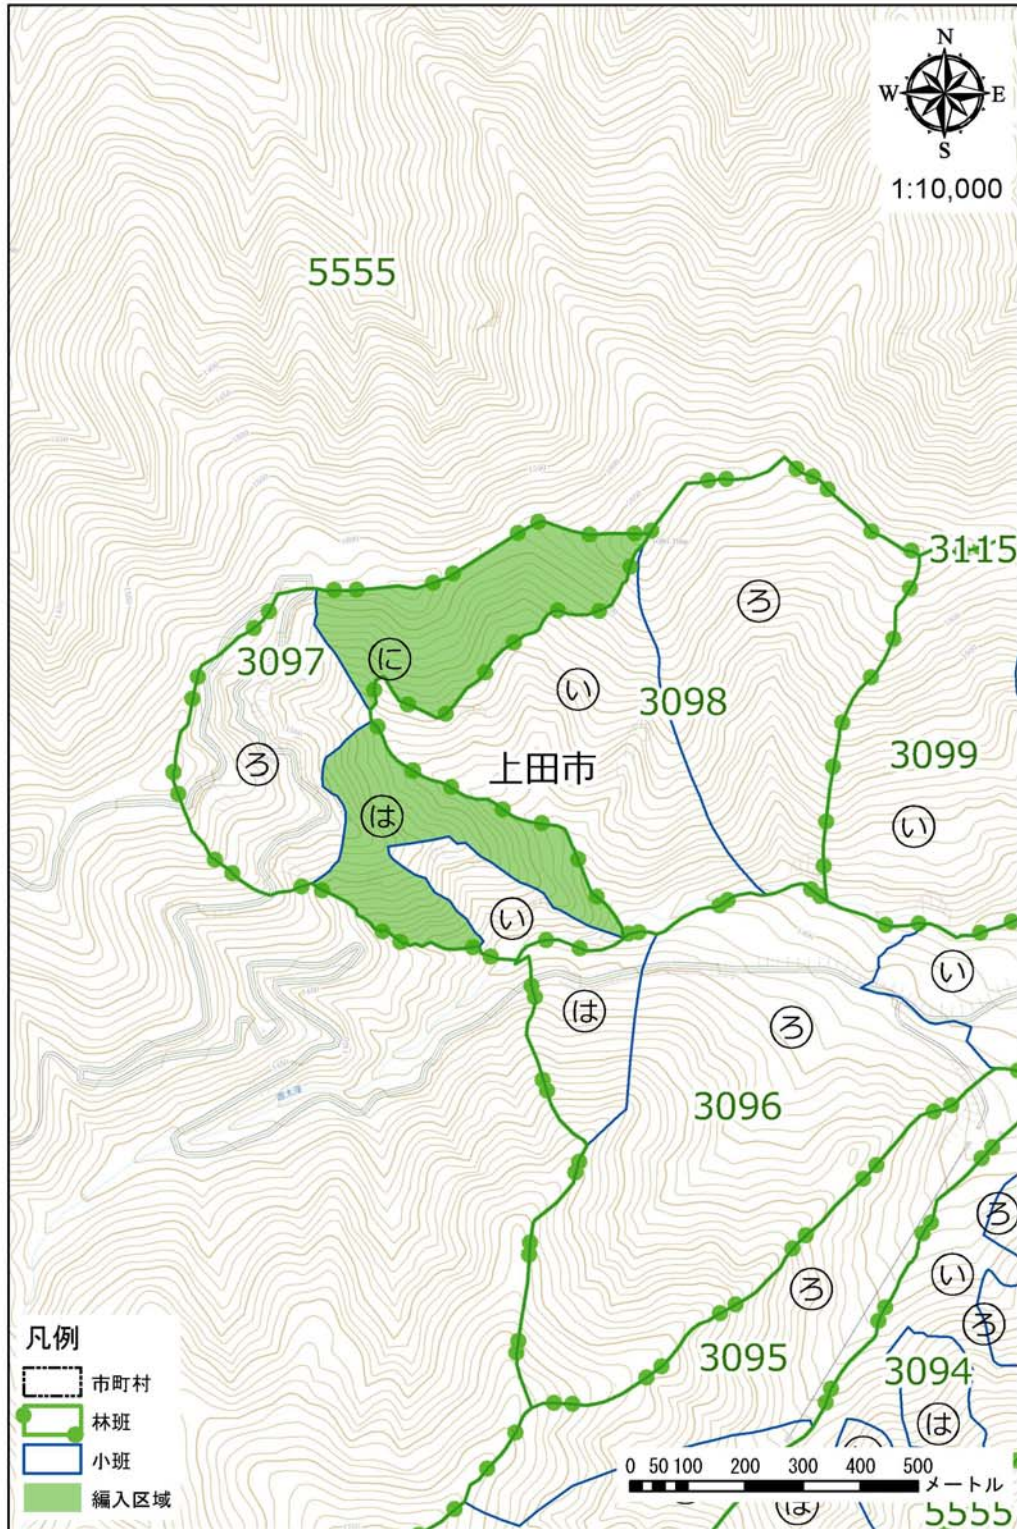 N
W E
S
1:10,000
5555
3115
ろ
3097
に
い
3098
3099
ろ
上田市
は
い
い
い
は
ろ
3096
ろ
い
ろ
ろ
3095
3094
は
凡例
市町村
林班
小班
編入区域
0 50 100 200 300 400 500
メートル
は
5555